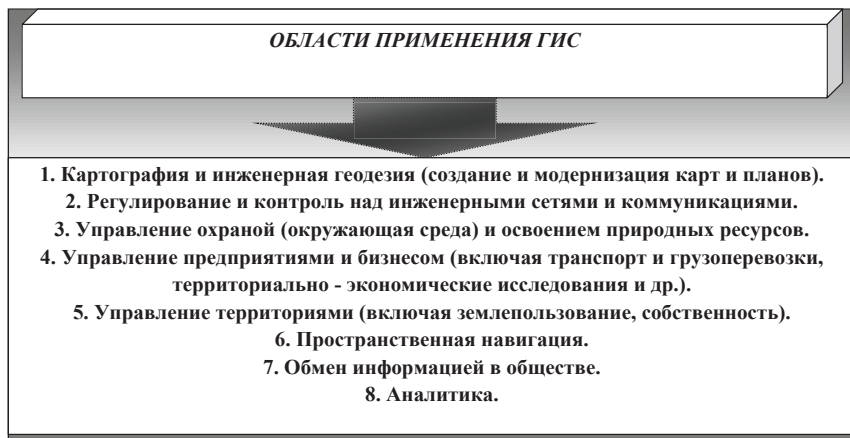 ОБЛАСТИ ПРИМЕНЕНИЯ ГИС
1. Картография и инженерная геодезия (создание и модернизация карт и планов).
2. Регулирование и контроль над инженерными сетями и коммуникациями.
3. Управление охраной (окружающая среда) и освоением природных ресурсов.
4. Управление предприятиями и бизнесом (включая транспорт и грузоперевозки,
территориально - экономические исследования и др.).
5. Управление территориями (включая землепользование, собственность).
6. Пространственная навигация.
7. Обмен информацией в обществе.
8. Аналитика.